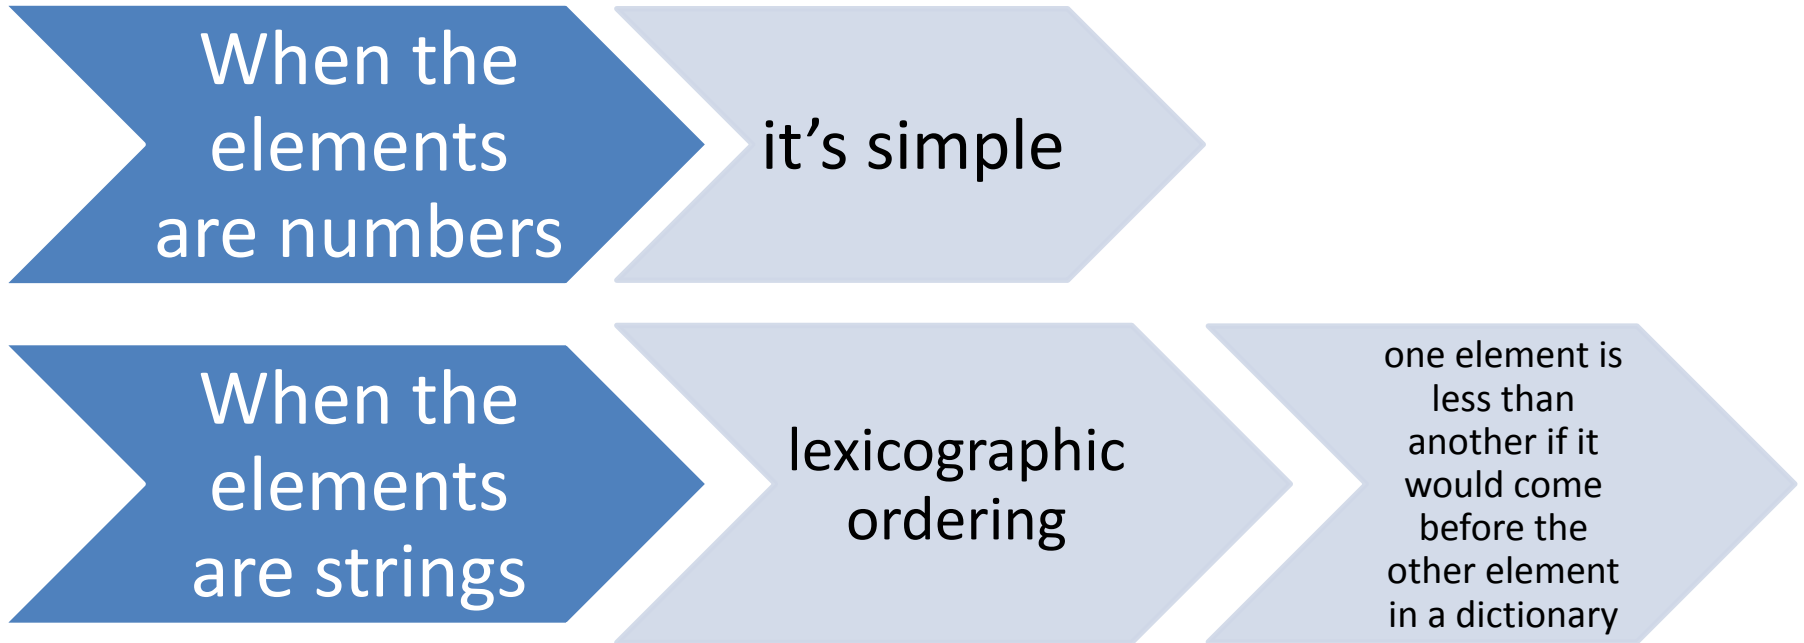 When the
elements
are numbers
it’s simple
When the
elements
are strings
lexicographic
ordering
one element is
less than
another if it
would come
before the
other element
in a dictionary